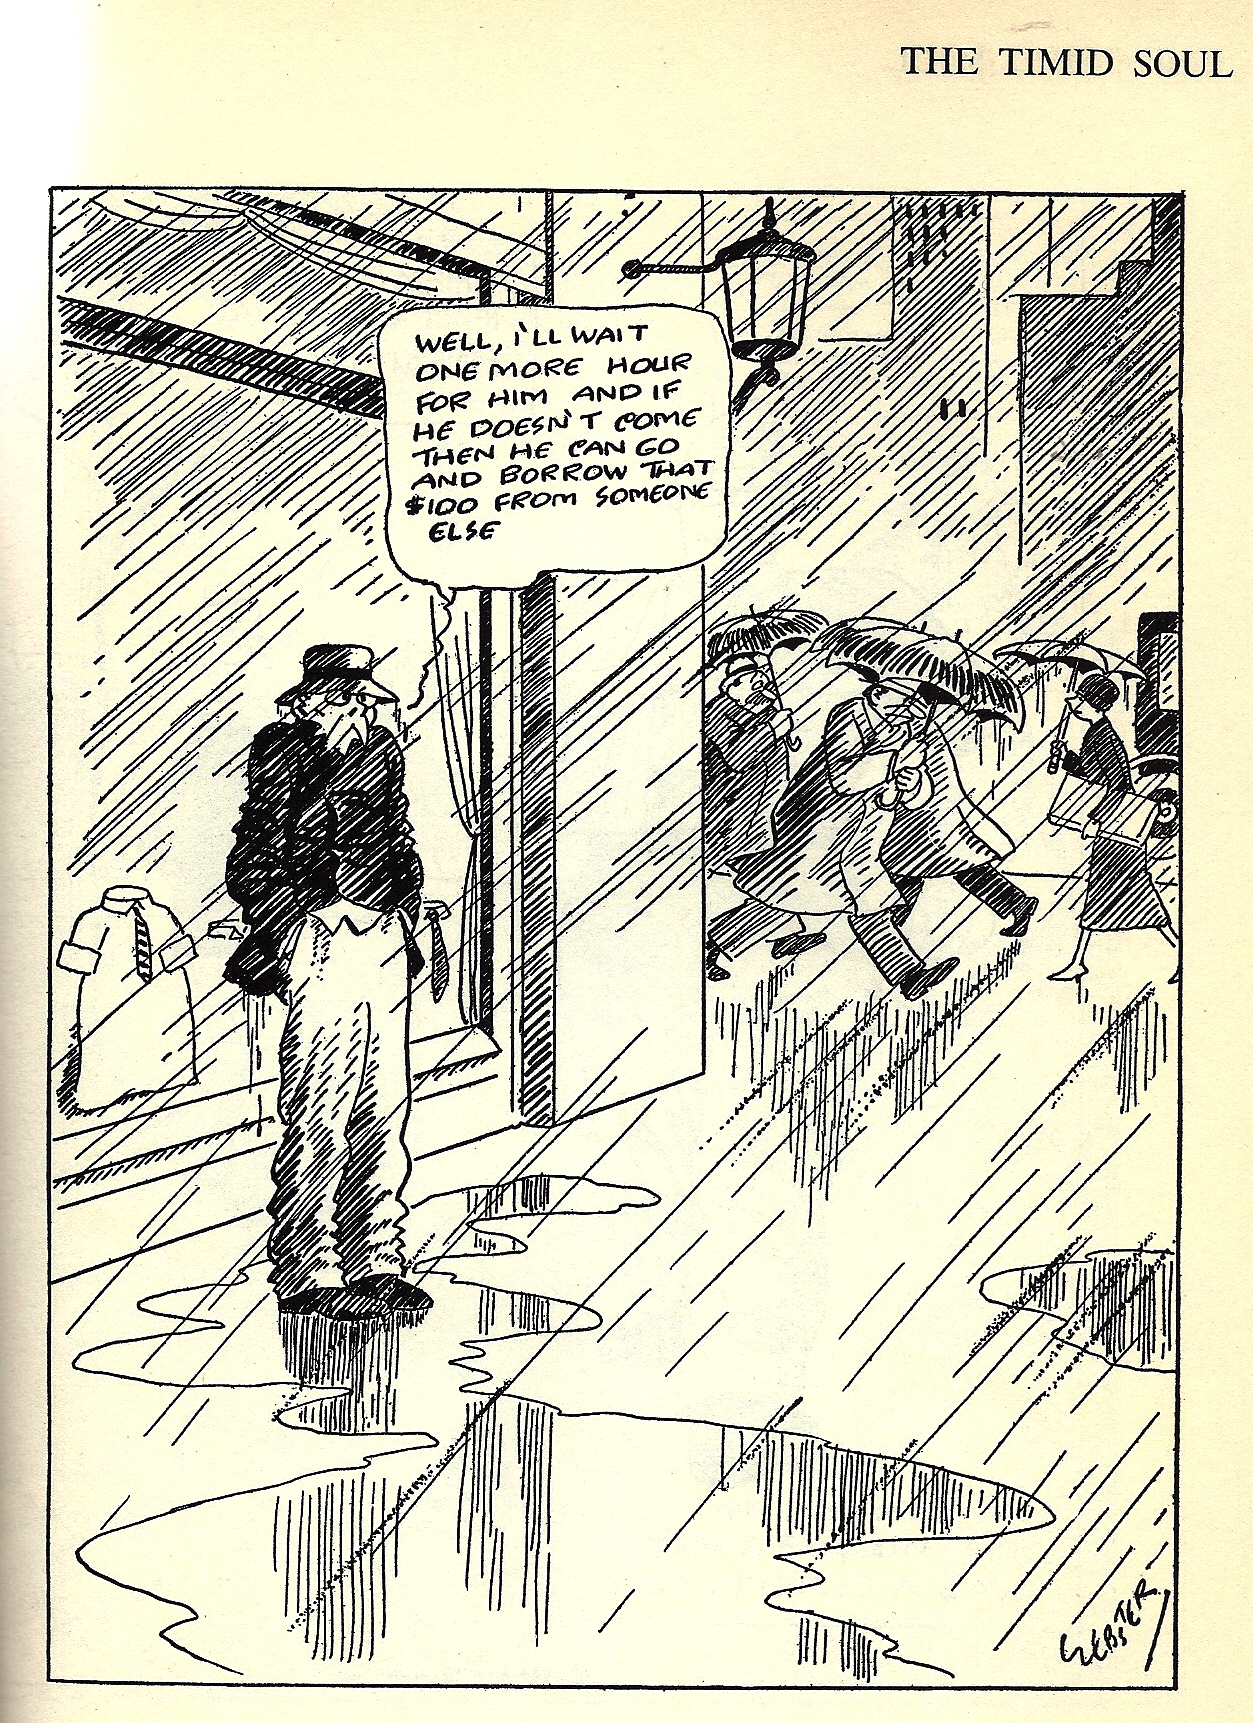 THE TIMID SOUL
WELL, I'LL WAIT
ONE MORE HOUR
FOR HIM AND IF
HE DOESN'T COME
THEN HE CAN GO
AND BORROW THAT
$100 FROM SOMEONE
ELSE
WEBSTER